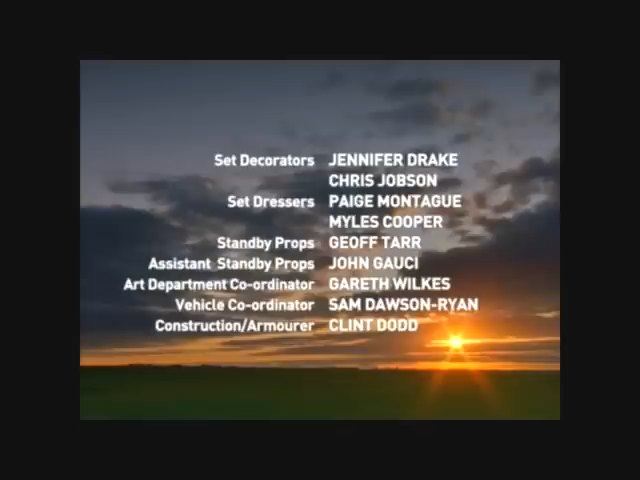 Set Decorators JENNIFER DRAKE
CHRIS JOBSON
Set Dressers PAIGE MONTAGUE
MYLES COOPER
Standby Props GEOFF TARR
Assistant Standby Props JOHN GAUCI
Art Department Co-ordinator GARETH WILKES
Vehicle Co-ordinator SAM DAWSON-RYAN
Construction/Armourer CLINT DODD